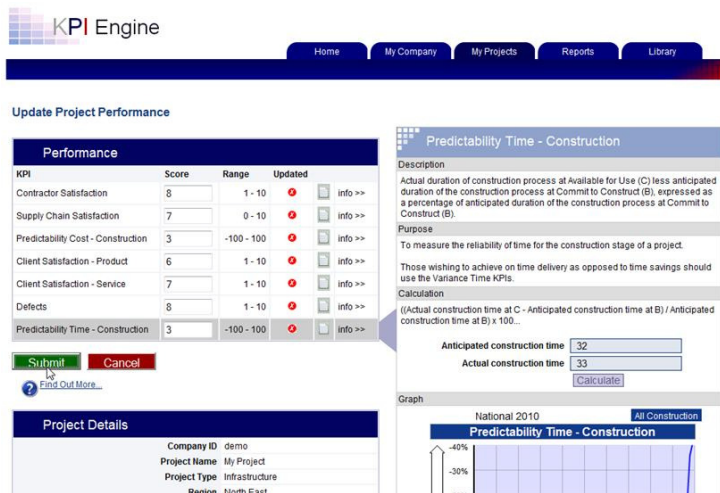 KPI Engine
Home My Company My Projects Reports Library
Update Project Performance
Performance
KPI Score Range Updated
Contractor Satisfaction 8 1 - 10 info >>
Supply Chain Satisfaction 7 0 - 10 info >>
Predictability Cost - Construction 3 -100 - 100 info >>
Client Satisfaction - Product 6 1 - 10 info >>
Client Satisfaction - Service 7 1 - 10 info >>
Defects 8 1 - 10 info >>
Predictability Time - Construction 3 -100 - 100 info >>
Submit Cancel
? Find Out More...
Project Details
Company ID demo
Project Name My Project
Project Type Infrastructure
Region North East
Predictability Time - Construction
Description
Actual duration of construction process at Available for Use (C) less anticipated
duration of the construction process at Commit to Construct (B), expressed as
a percentage of anticipated duration of the construction process at Commit to
Construct (B).
Purpose
To measure the reliability of time for the construction stage of a project.
Those wishing to achieve on time delivery as opposed to time savings should
use the Variance Time KPIs.
Calculation
((Actual construction time at C - Anticipated construction time at B) / Anticipated
construction time at B) x 100...
Anticipated construction time 32
Actual construction time 33
Calculate
Graph
National 2010 All Construction
Predictability Time - Construction
-40%
-30%